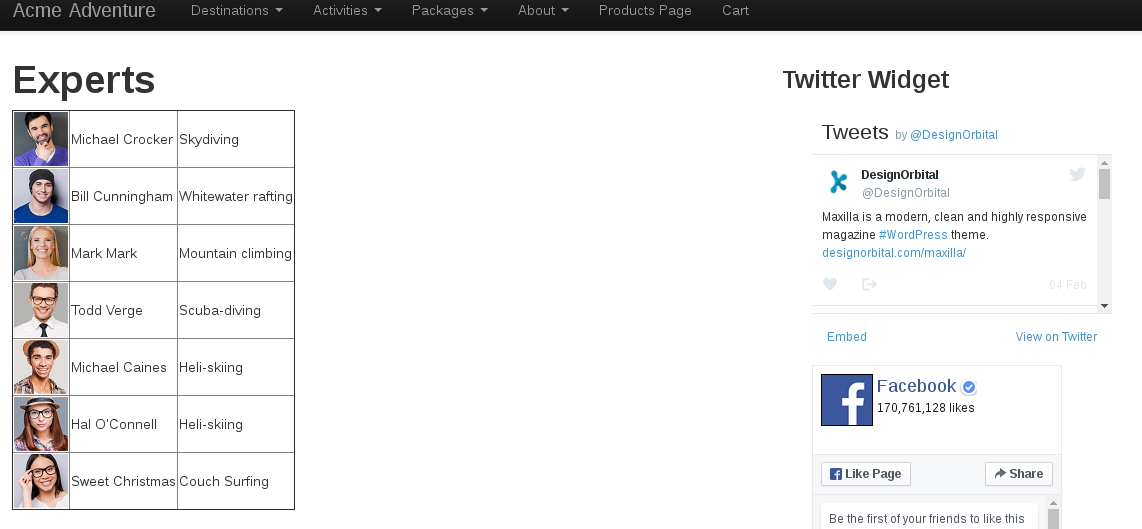 Acme Adventure Destinations Activities Packages About Products Page Cart
Experts
Michael Crocker Skydiving
Bill Cunningham Whitewater rafting
Mark Mark Mountain climbing
Todd Verge Scuba-diving
Michael Caines Heli-skiing
Hal O'Connell Heli-skiing
Sweet Christmas Couch Surfing
Twitter Widget
Tweets by @DesignOrbital
DesignOrbital
@DesignOrbital
Maxilla is a modern, clean and highly responsive
magazine #WordPress theme.
designorbital.com/maxilla/
04 Feb
Embed View on Twitter
Facebook
170,761,128 likes
Like Page Share
Be the first of your friends to like this